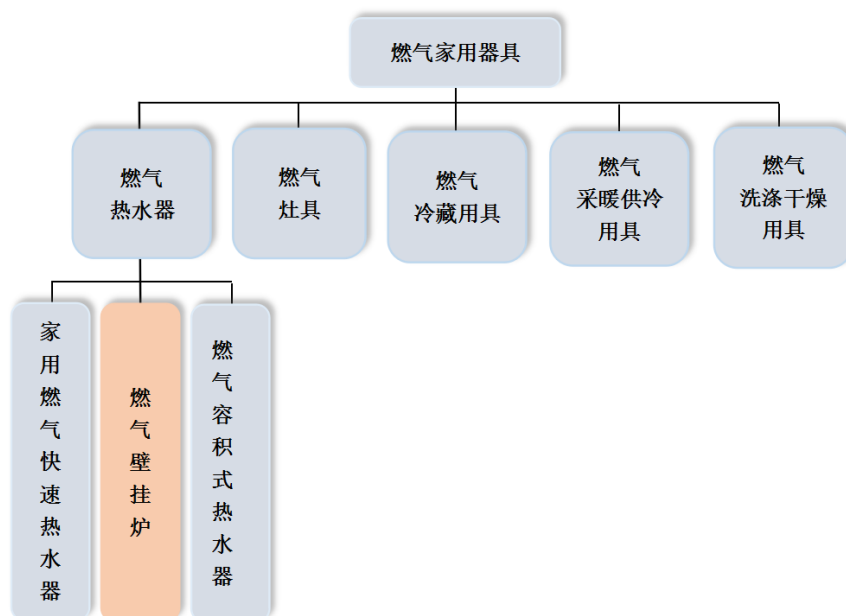 燃气家用器具
燃气
热水器
燃气
灶具
燃气
冷藏用具
燃气
采暖供冷
用具
燃气
洗涤干燥
用具
家用燃气快速热水器
燃气壁挂炉
燃气容积式热水器